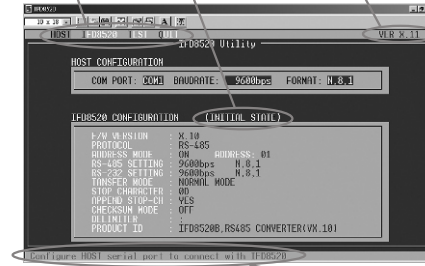 10 x 18
HOST IFD8520 TEST QUIT VER X.11
IFD8520 Utility
HOST CONFIGURATION
COM PORT: COM1 BAUDRATE: 9600bps FORMAT: N,8,1
IFD8520 CONFIGURATION (INITIAL STATE)
F/W VERSION : X.10
PROTOCOL : RS-485
ADDRESS MODE : ON ADDRESS: 01
RS-485 SETTING : 9600bps N,8,1
RS-232 SETTING : 9600bps N,8,1
TANSFER MODE : NORMAL MODE
STOP CHARACTER : 0D
APPEND STOP-CH : YES
CHECKSUM MODE : OFF
DELIMITER :
PRODUCT ID : IFD8520B,RS485 CONVERTER(VX.10)
Configure HOST serial port to connect with IFD8520